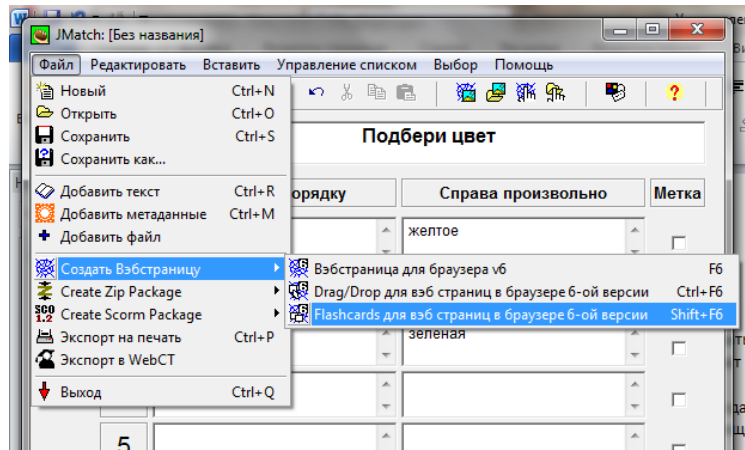 JMatch: [Без названия]
Файл Редактировать Вставить Управление списком Выбор Помощь
Новый Ctrl+N
Открыть Ctrl+O
Сохранить Ctrl+S
Сохранить как...
Подбери цвет
Добавить текст Ctrl+R
Добавить метаданные Ctrl+M
Добавить файл
орядку Справа произвольно Метка
желтое
Создать Вэбстраницу
Вэбстраница для браузера v6 F6
Create Zip Package
Drag/Drop для вэб страниц в браузере 6-ой версии Ctrl+F6
Create Scorm Package
Flashcards для вэб страниц в браузере 6-ой версии Shift+F6
Экспорт на печать Ctrl+P
зеленая
Экспорт в WebCT
Выход Ctrl+Q
5